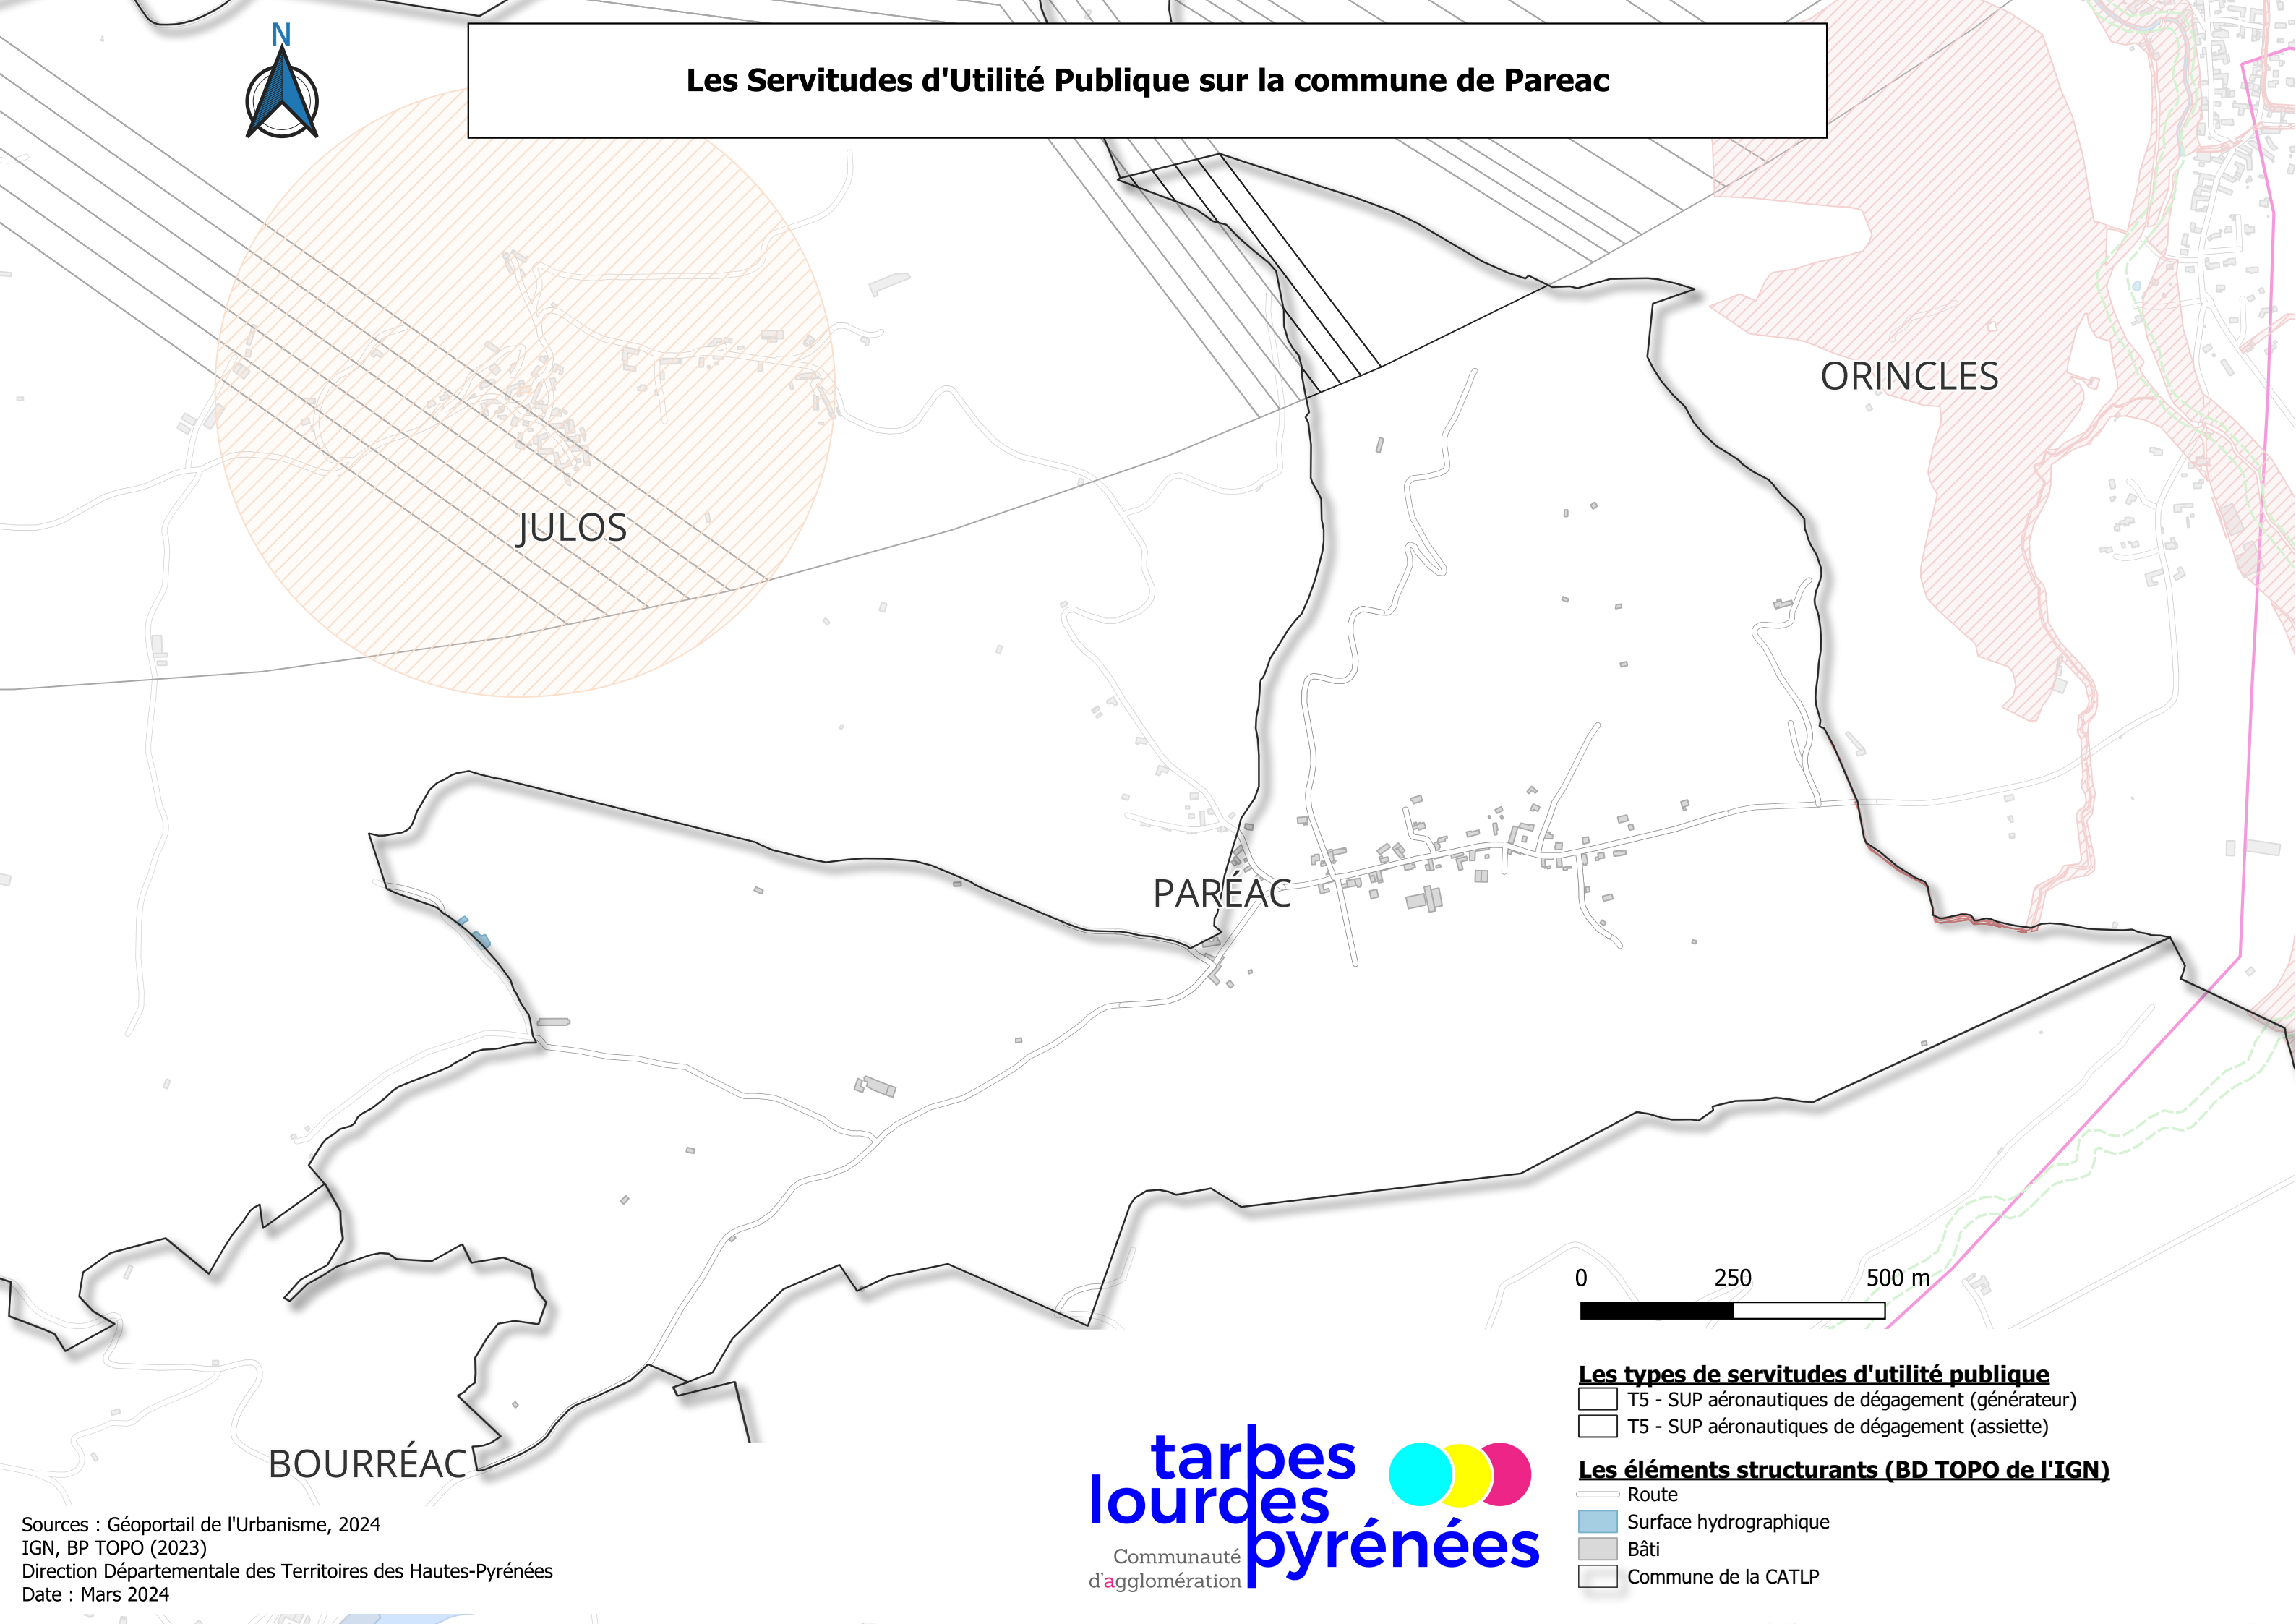 N
Les Servitudes d'Utilité Publique sur la commune de Pareac
ORINCLES
JULOS
PARÉAC
BOURRÉAC
0 250 500 m
Les types de servitudes d'utilité publique
T5 - SUP aéronautiques de dégagement (générateur)
T5 - SUP aéronautiques de dégagement (assiette)
Les éléments structurants (BD TOPO de l'IGN)
Route
Surface hydrographique
Bâti
Commune de la CATLP
tarbes
lourdes
pyrénées
Communauté
d'agglomération
Sources : Géoportail de l'Urbanisme, 2024
IGN, BP TOPO (2023)
Direction Départementale des Territoires des Hautes-Pyrénées
Date : Mars 2024